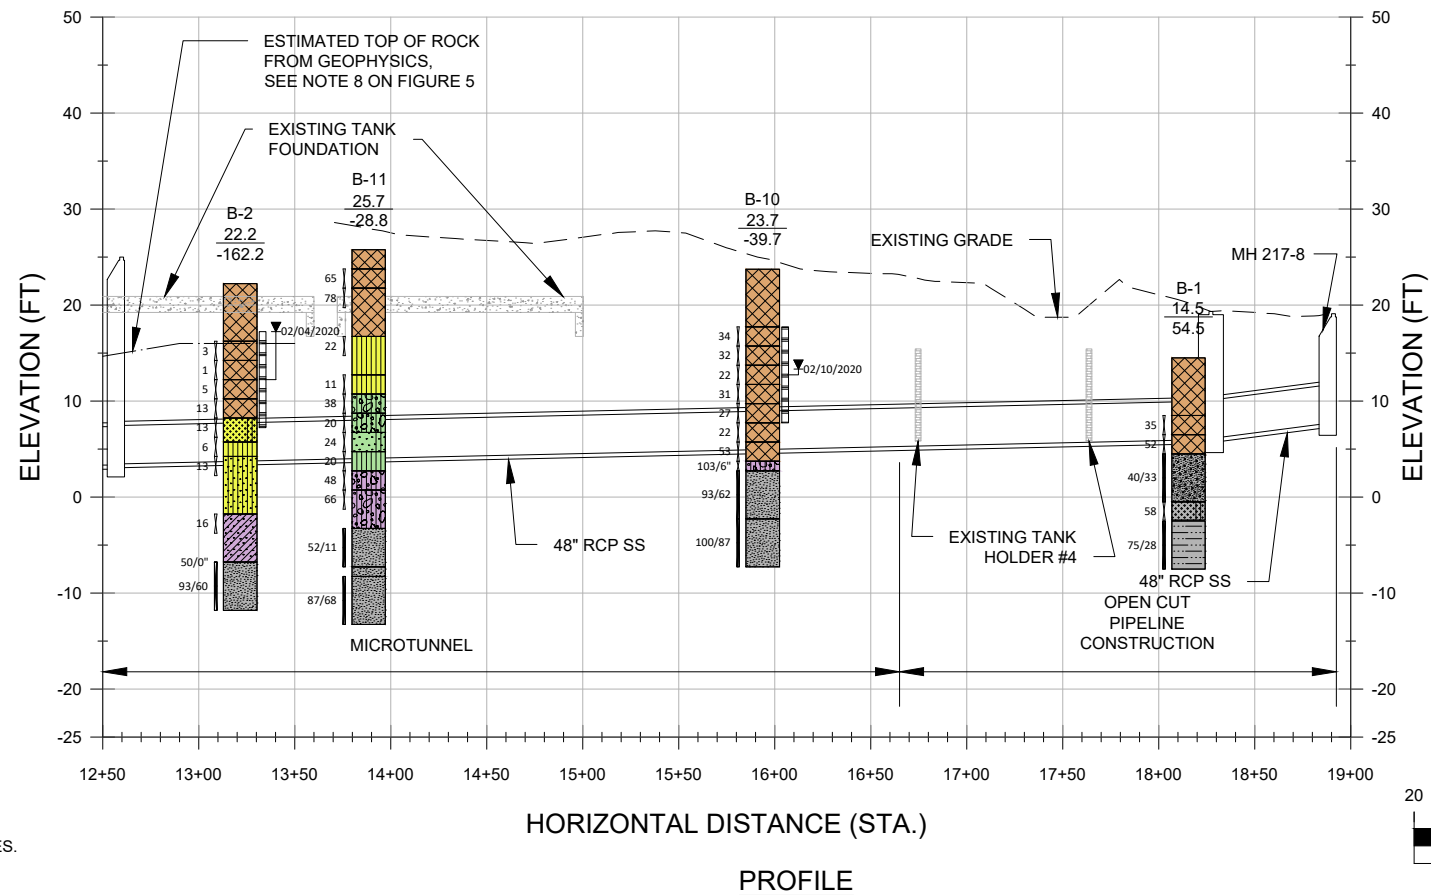 50
40
30
20
10
0
-10
-20
-25
ELEVATION (FT)
ESTIMATED TOP OF ROCK
FROM GEOPHYSICS,
SEE NOTE 8 ON FIGURE 5
EXISTING TANK
FOUNDATION
B-2
22.2
-162.2
3
1
5
13
13
6
13
16
50/0"
93/60
02/04/2020
B-11
25.7
-28.8
65
78
22
11
38
20
24
20
48
66
52/11
87/68
MICROTUNNEL
48" RCP SS
B-10
23.7
-39.7
34
32
22
31
27
22
53
103/6"
93/62
100/87
02/10/2020
EXISTING GRADE
EXISTING TANK
HOLDER #4
MH 217-8
B-1
14.5
54.5
35
52
40/33
58
75/28
48" RCP SS
OPEN CUT
PIPELINE
CONSTRUCTION
50
40
30
20
10
0
-10
-20
-25
ELEVATION (FT)
12+50 13+00 13+50 14+00 14+50 15+00 15+50 16+00 16+50 17+00 17+50 18+00 18+50 19+00
HORIZONTAL DISTANCE (STA.)
20
ES.
PROFILE